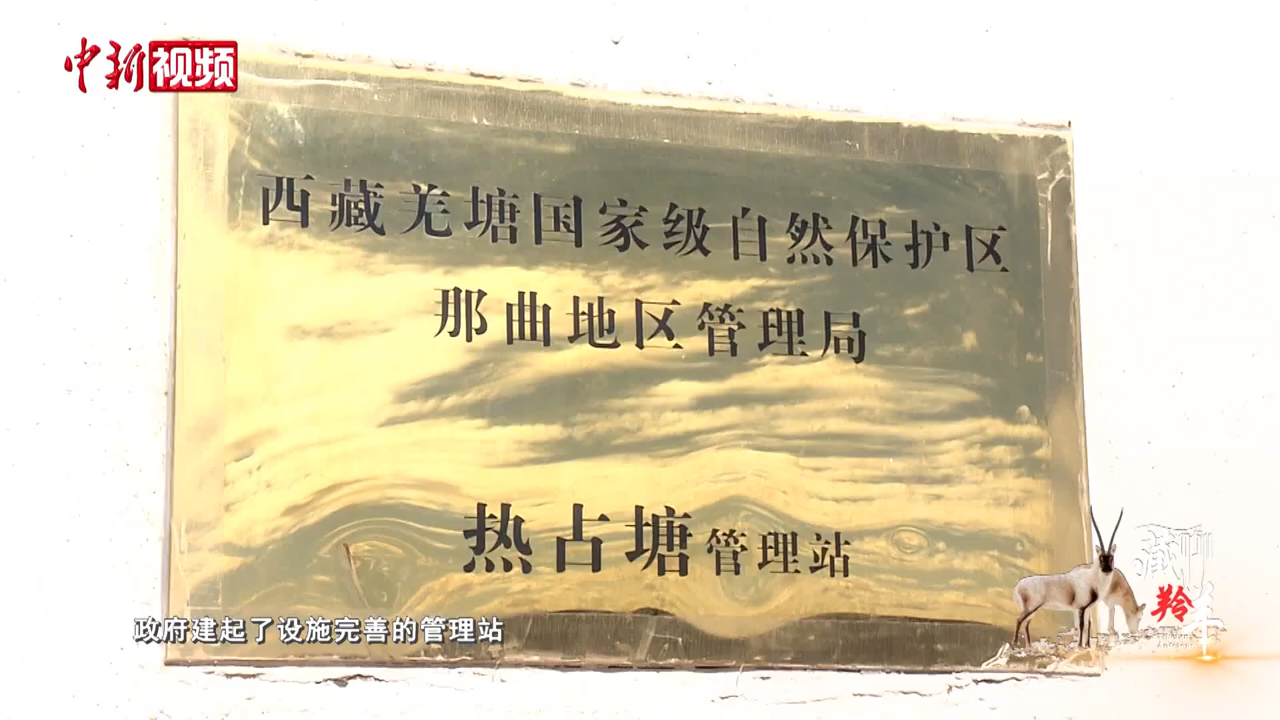 中新视频
西藏羌塘国家级自然保护区
那曲地区管理局
热占塘管理站
政府建起了设施完善的管理站
藏羚羊